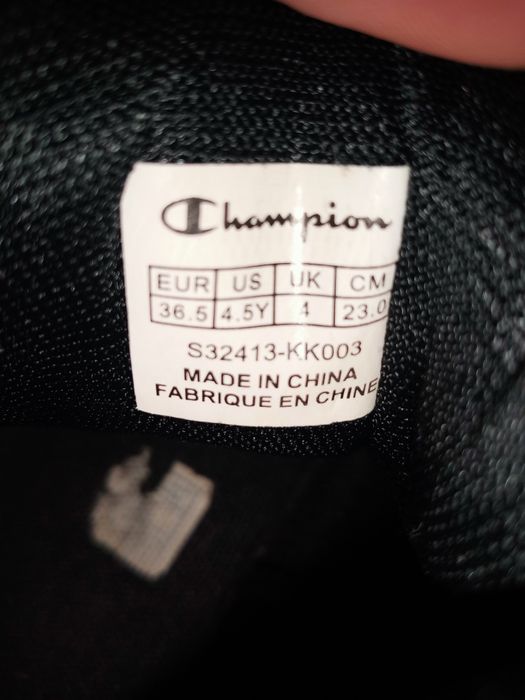 Champion
EUR US UK CM
36.5 4.5Y 4 23.0
S32413-KK003
MADE IN CHINA
FABRIQUE EN CHINE